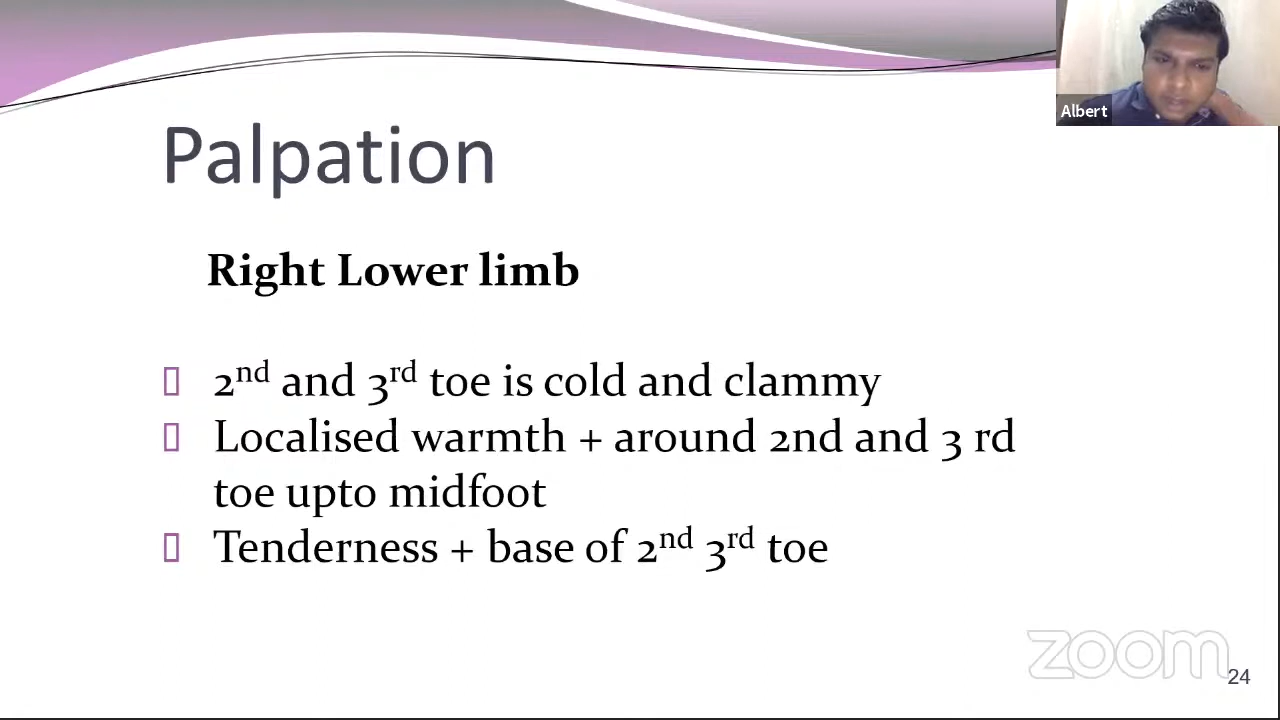 Albert
Palpation
Right Lower limb
2nd and 3rd toe is cold and clammy
Localised warmth + around 2nd and 3 rd
toe upto midfoot
Tenderness + base of 2nd 3rd toe
zoom
24